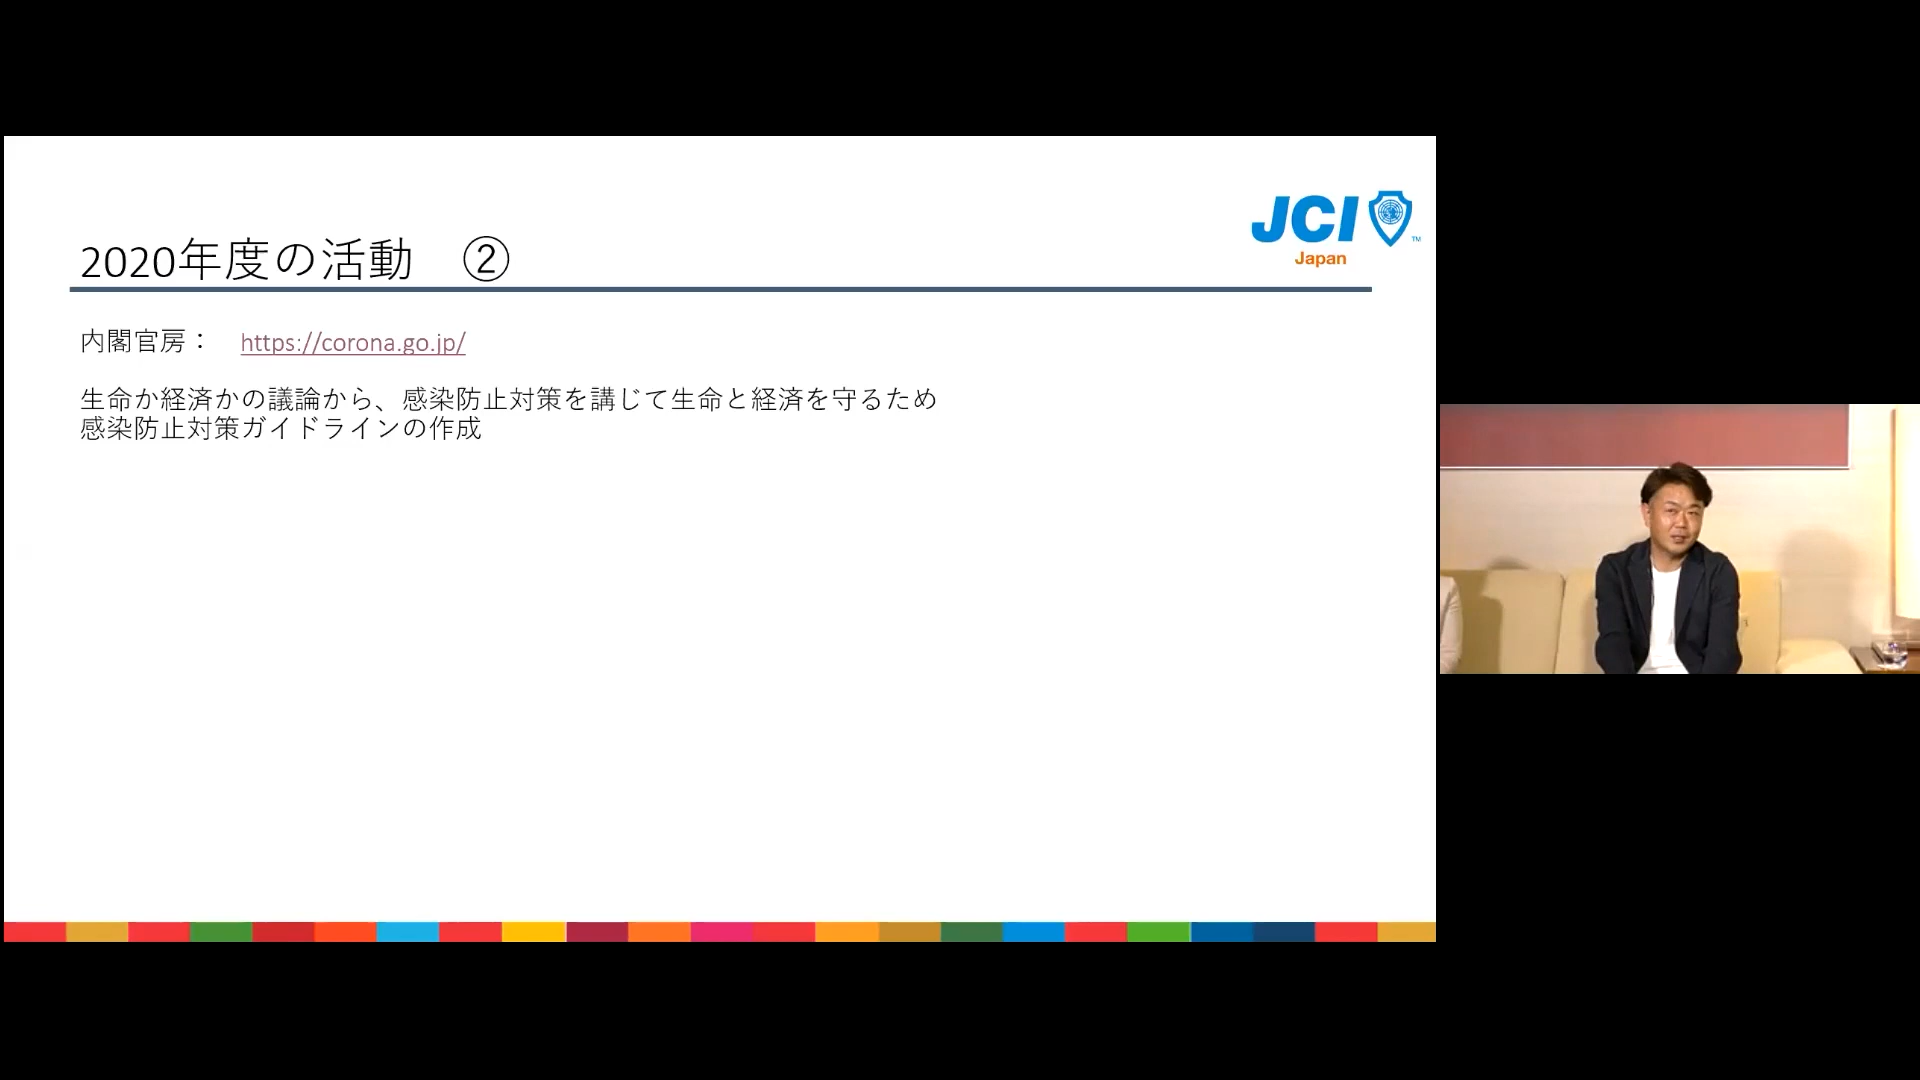 JCI
TM
Japan
2020年度の活動　②
内閣官房：　https://corona.go.jp/
生命か経済かの議論から、感染防止対策を講じて生命と経済を守るため
感染防止対策ガイドラインの作成